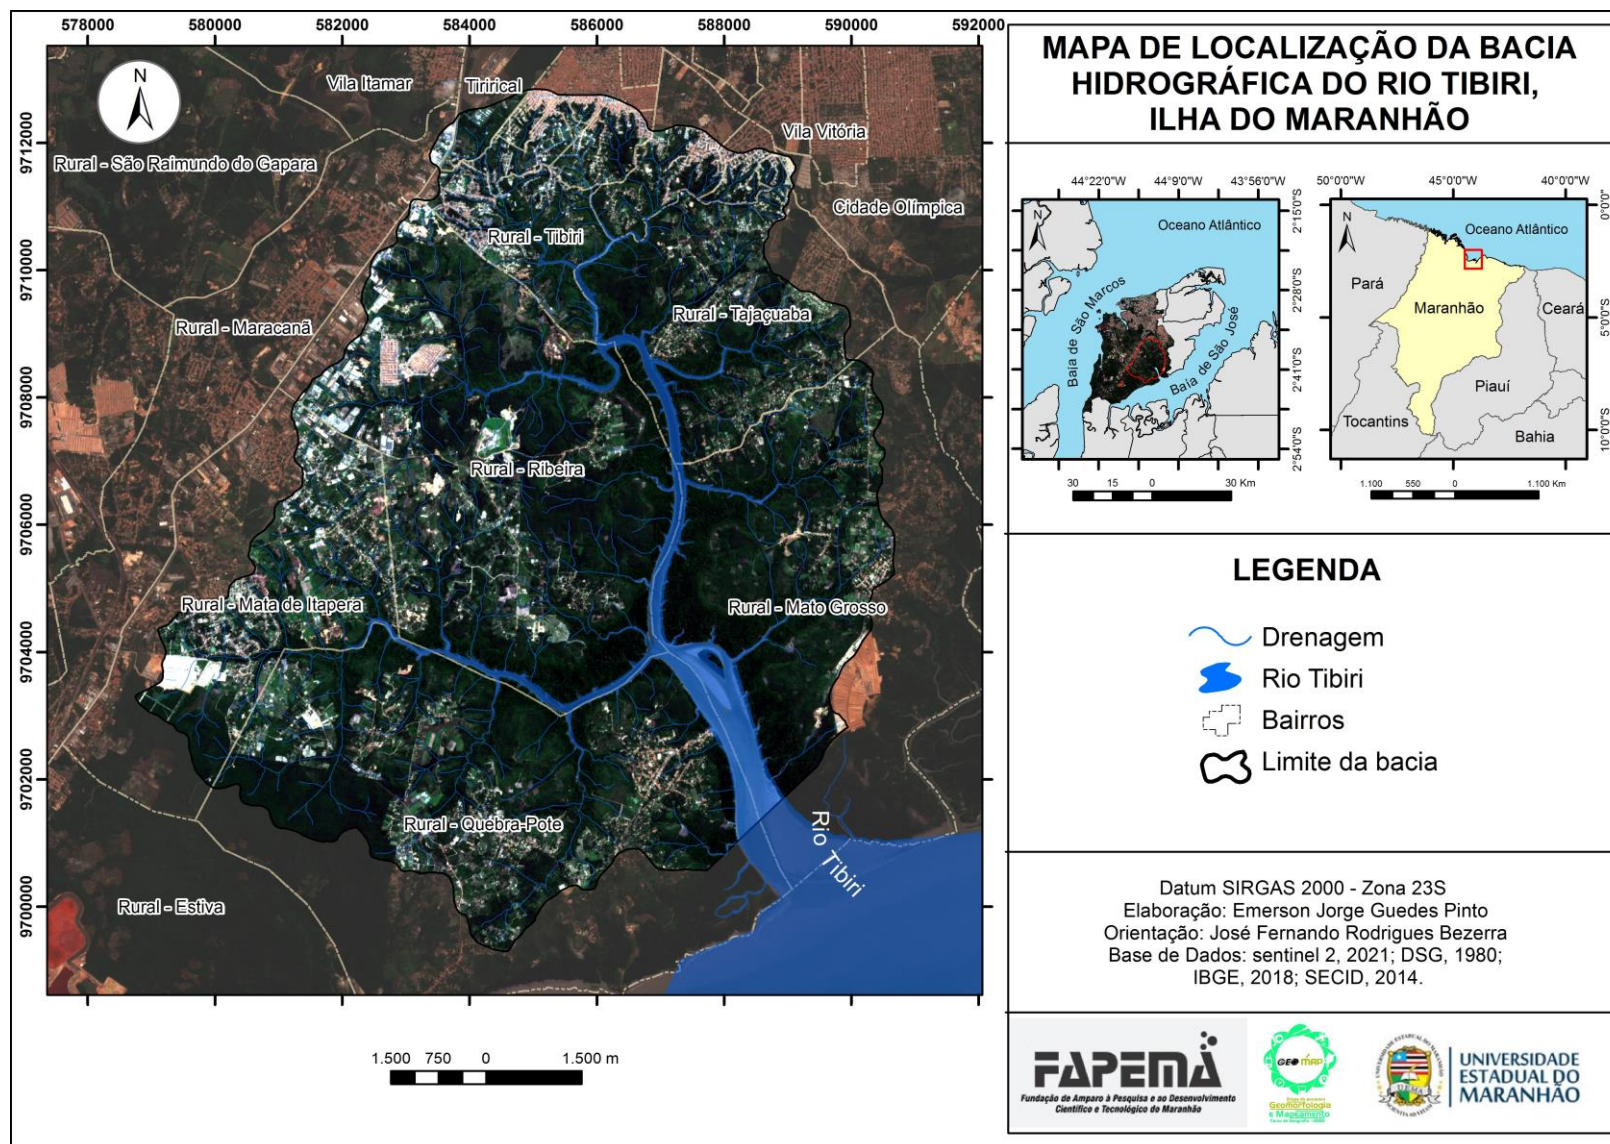 578000 580000 582000 584000 586000 588000 590000 592000
9712000
9710000
9708000
9706000
9704000
9702000
9700000
N
Vila Itamar
Tirirical
Vila Vitória
Rural - São Raimundo do Gapara
Cidade Olímpica
Rural - Tibiri
Rural - Maracanã
Rural - Tajaçuaba
Rural - Ribeira
Rural - Mata de Itapera
Rural - Mato Grosso
Rural - Quebra-Pote
Rio Tibiri
Rural - Estiva
1.500 750 0 1.500 m
MAPA DE LOCALIZAÇÃO DA BACIA
HIDROGRÁFICA DO RIO TIBIRI,
ILHA DO MARANHÃO
44°22'0"W 44°9'0"W 43°56'0"W
2°15'0"S
2°28'0"S
2°41'0"S
2°54'0"S
N
Oceano Atlântico
Baia de São Marcos
Baia de São José
30 15 0 30 Km
50°0'0"W 45°0'0"W 40°0'0"W
0°0'0"
5°0'0"S
10°0'0"S
N
Oceano Atlântico
Pará
Maranhão
Ceará
Piauí
Tocantins
Bahia
1.100 550 0 1.100 Km
LEGENDA
Drenagem
Rio Tibiri
Bairros
Limite da bacia
Datum SIRGAS 2000 - Zona 23S
Elaboração: Emerson Jorge Guedes Pinto
Orientação: José Fernando Rodrigues Bezerra
Base de Dados: sentinel 2, 2021; DSG, 1980;
IBGE, 2018; SECID, 2014.
FAPEMA
Fundação de Amparo à Pesquisa e ao Desenvolvimento
Científico e Tecnológico do Maranhão
GEO MAP
Geomorfologia
e Mapeamento
UEMA
UNIVERSIDADE
ESTADUAL DO
MARANHÃO